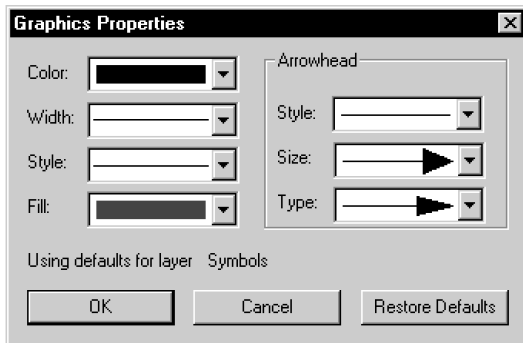 Graphics Properties
Color:
Width:
Style:
Fill:
Arrowhead
Style:
Size:
Type:
Using defaults for layer Symbols
OK
Cancel
Restore Defaults